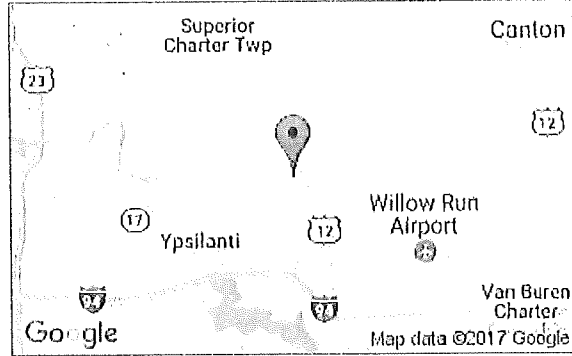 Superior
Charter Twp
Canton
23
12
17
Ypsilanti
12
Willow Run
Airport
94
94
Van Buren
Charter
Google
Map data ©2017 Google